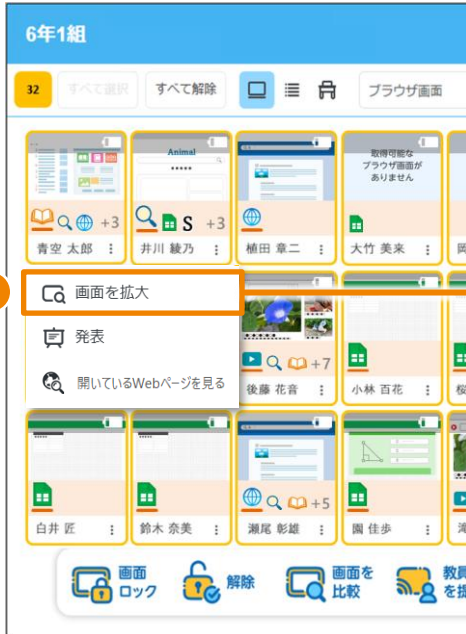 6年1組
32 すべて選択 すべて解除 ブラウザ画面
Animal
取得可能な
ブラウザ画面が
ありません
+3
S +3
青空 太郎
井川 綾乃
植田 章二
大竹 美来
画面を拡大
発表
開いているWebページを見る
+7
後藤 花音
小林 百花
+5
白井 匠
鈴木 奈美
瀬尾 彰雄
園 佳歩
画面
ロック
解除
画面を
比較
教員
を提